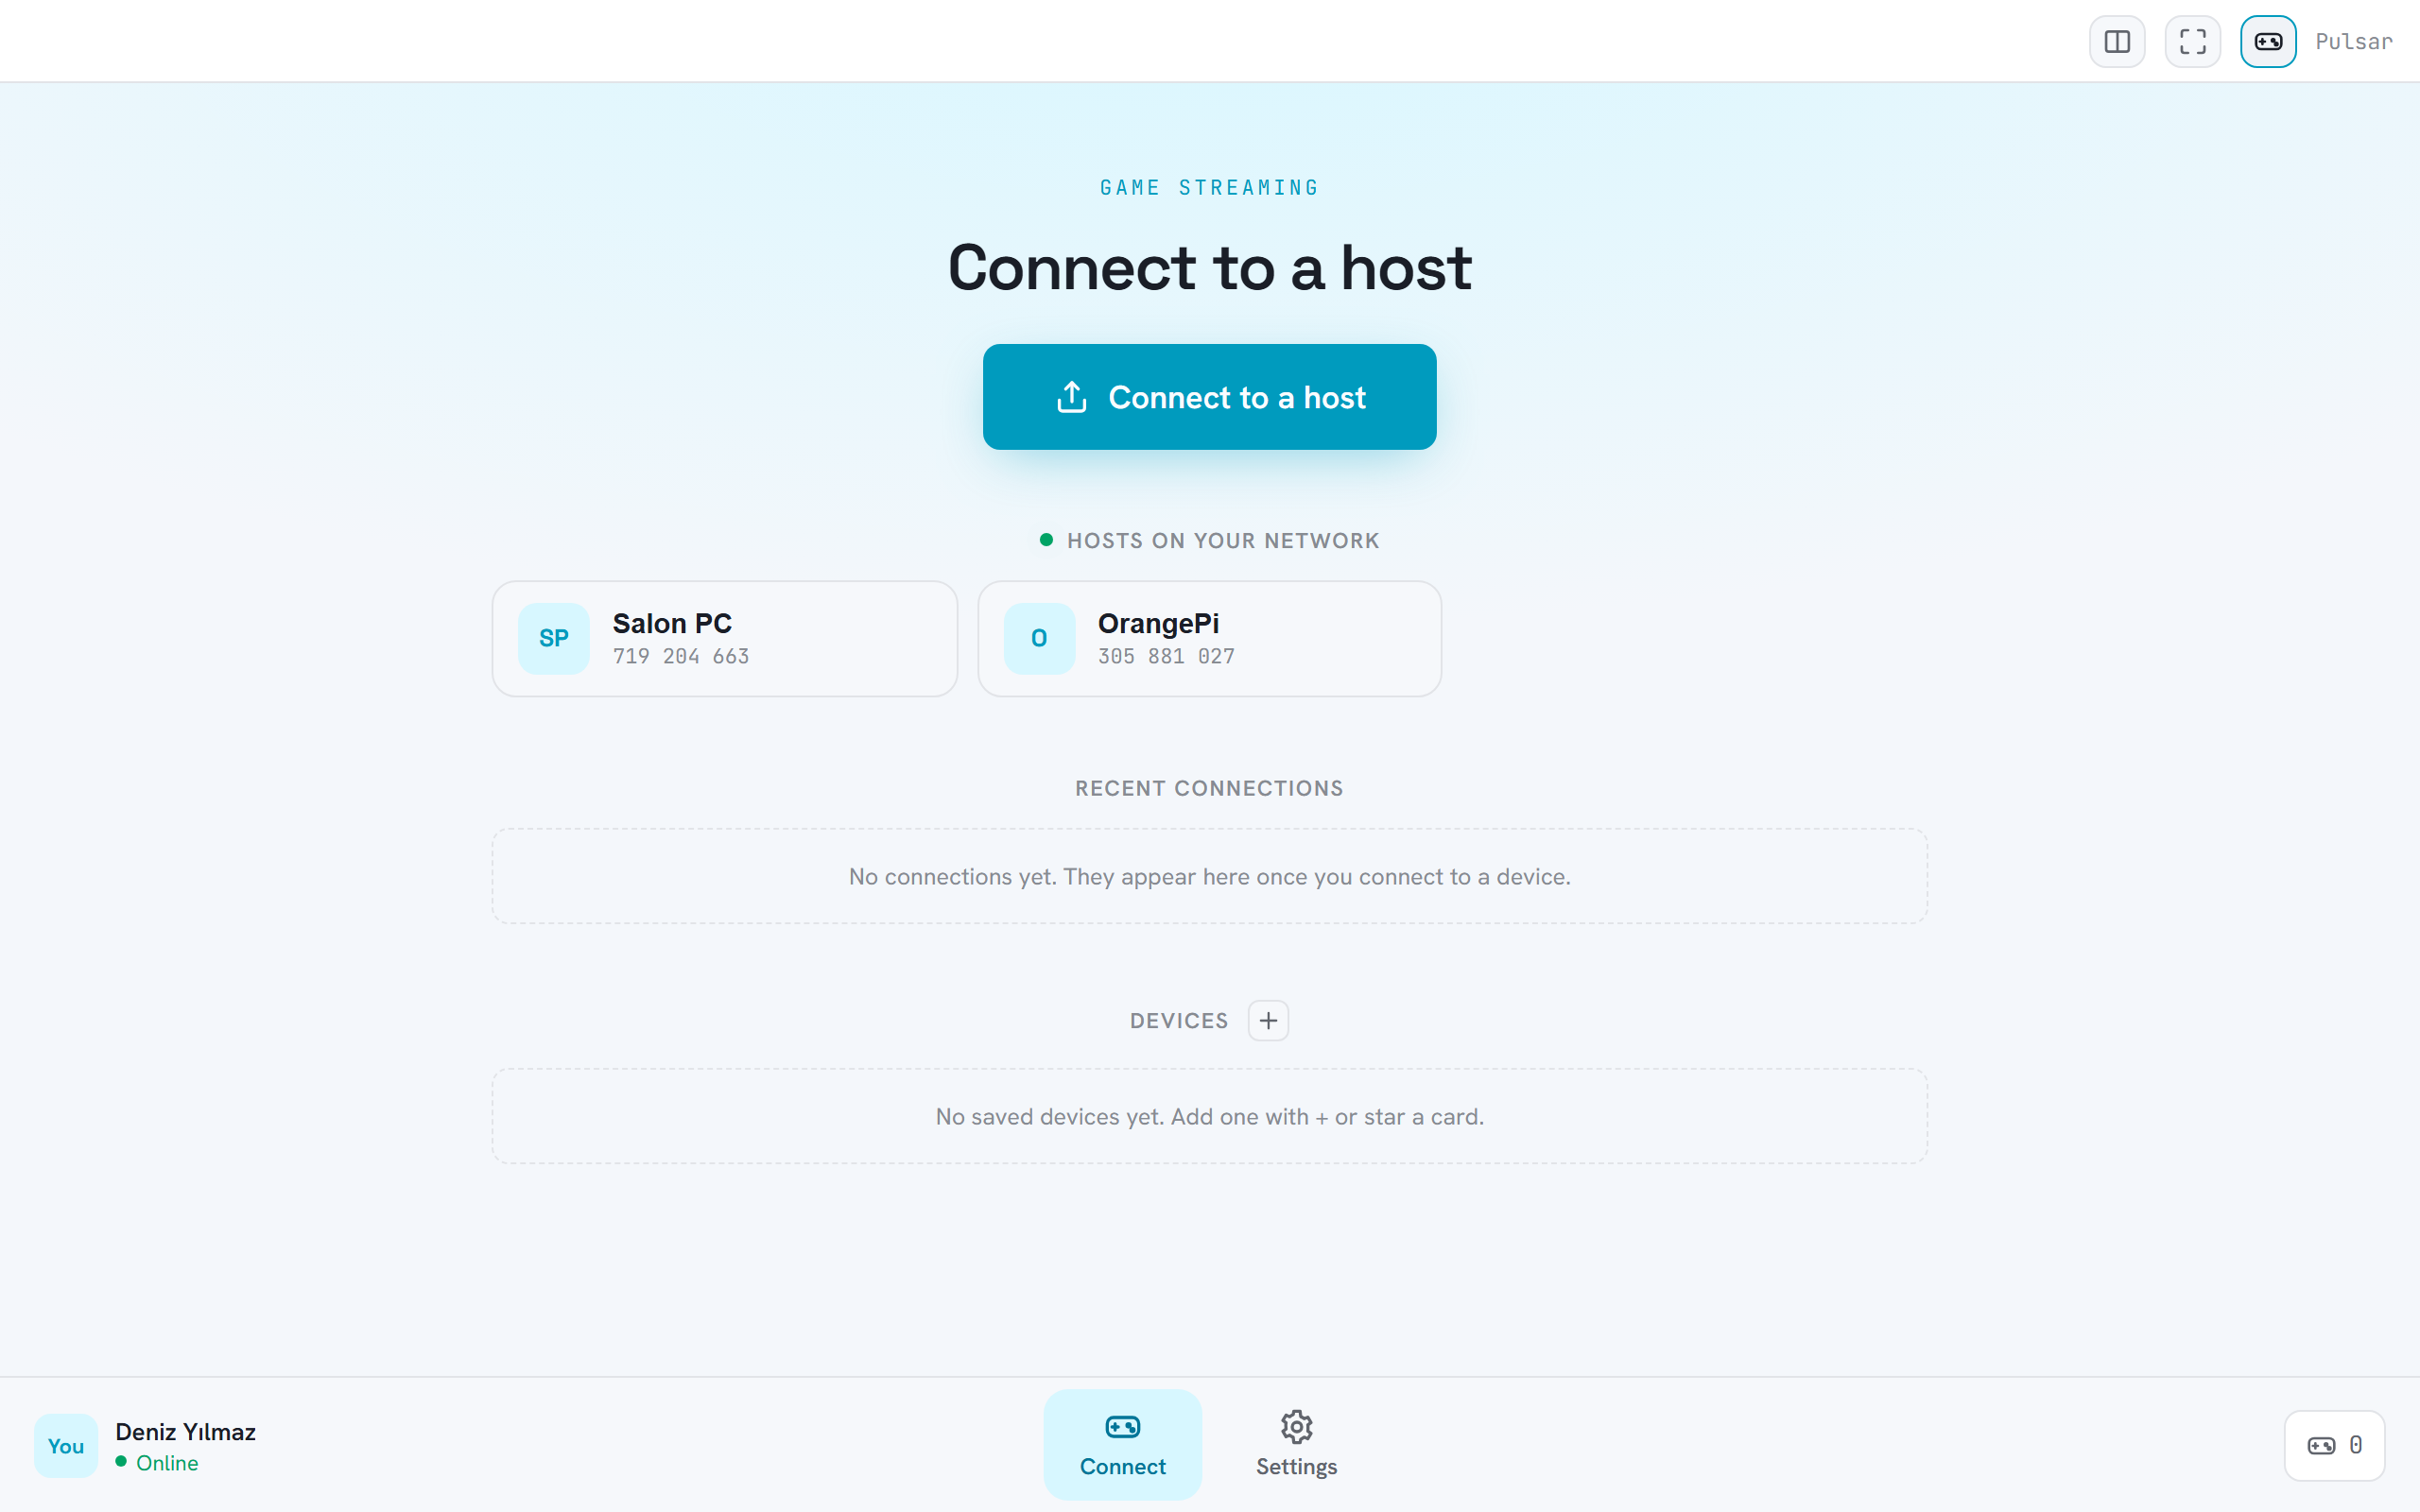 Pulsar
GAME STREAMING
Connect to a host
Connect to a host
HOSTS ON YOUR NETWORK
SP
Salon PC
719 204 663
O
OrangePi
305 881 027
RECENT CONNECTIONS
No connections yet. They appear here once you connect to a device.
DEVICES +
No saved devices yet. Add one with + or star a card.
You
Deniz Yılmaz
Online
Connect
Settings
0